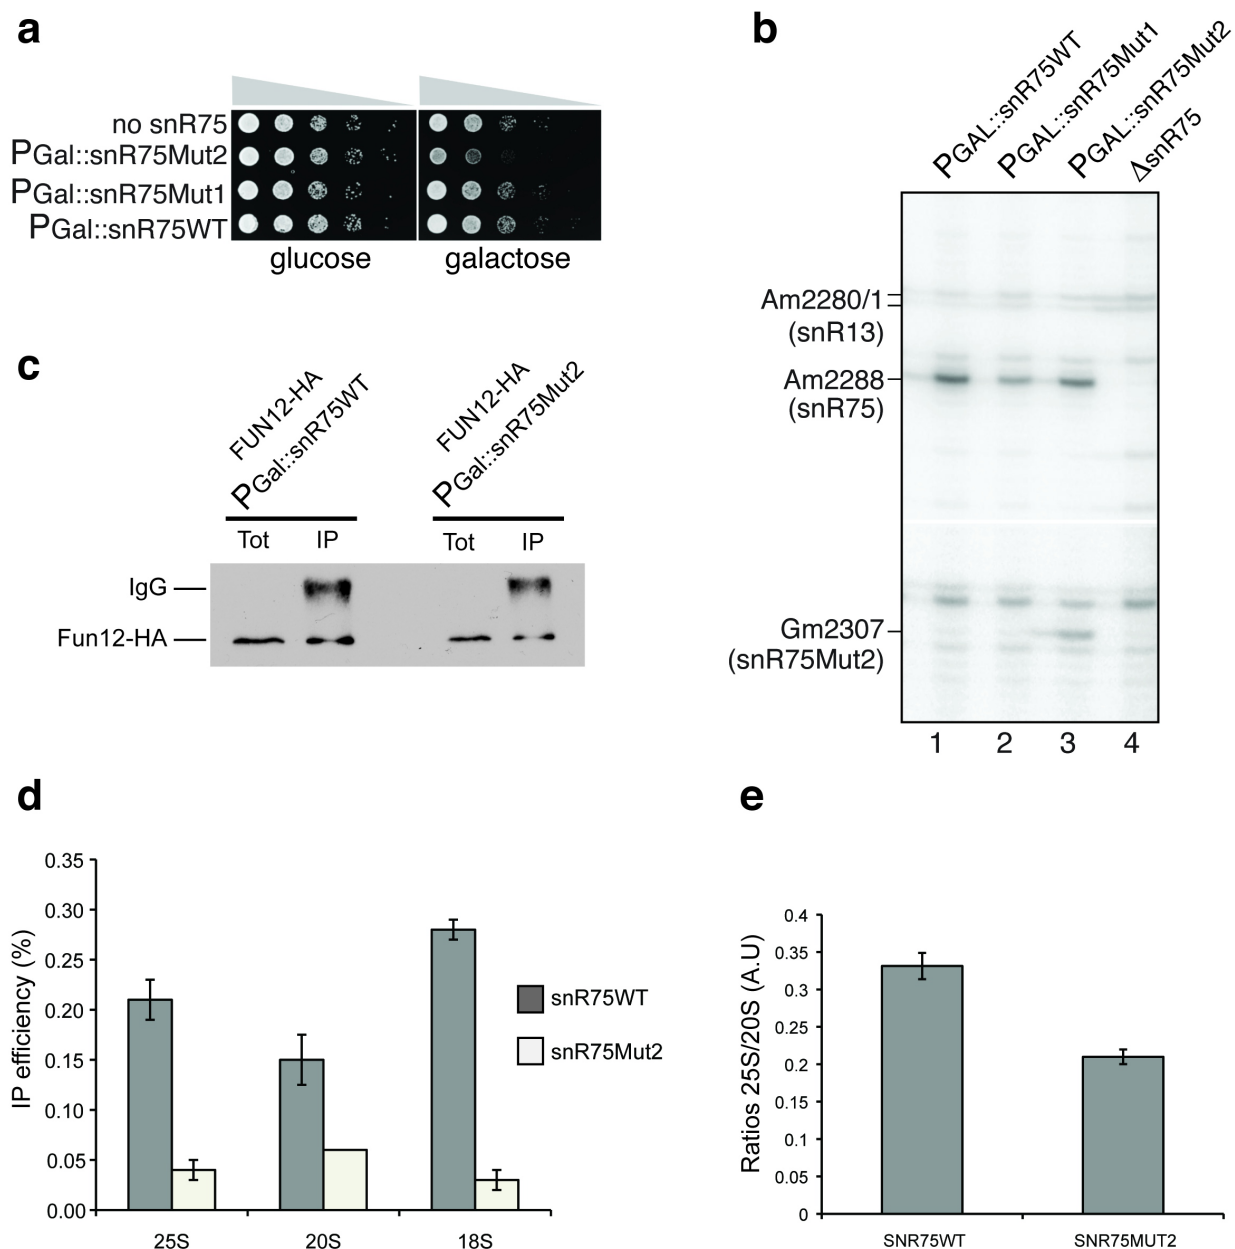 a
no snR75
PGal::snR75Mut2
PGal::snR75Mut1
PGal::snR75WT
glucose
galactose
b
PGAL::snR75WT
PGAL::snR75Mut1
PGAL::snR75Mut2
ΔsnR75
Am2280/1
(snR13)
Am2288
(snR75)
Gm2307
(snR75Mut2)
1 2 3 4
c
FUN12-HA
PGal::snR75WT
FUN12-HA
PGal::snR75Mut2
Tot IP Tot IP
IgG
Fun12-HA
d
IP efficiency (%)
0.35
0.30
0.25
0.20
0.15
0.10
0.05
0.00
25S 20S 18S
snR75WT
snR75Mut2
e
Ratios 25S/20S (A.U)
0.4
0.35
0.3
0.25
0.2
0.15
0.1
0.05
0
SNR75WT SNR75MUT2